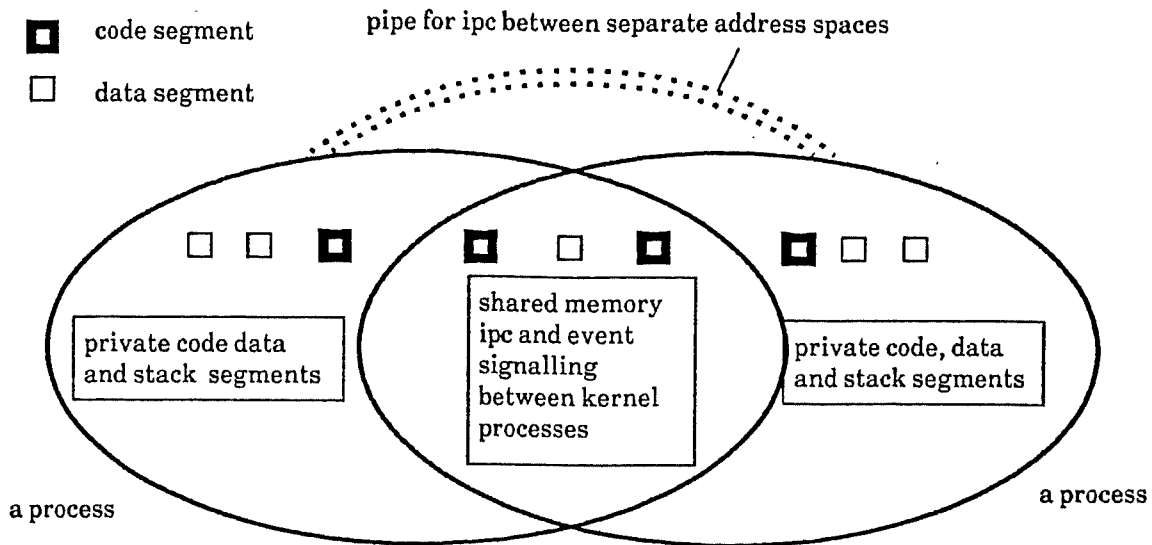 code segment
pipe for ipc between separate address spaces
data segment
private code data
and stack segments
shared memory
ipc and event
signalling
between kernel
processes
private code, data
and stack segments
a process
a process